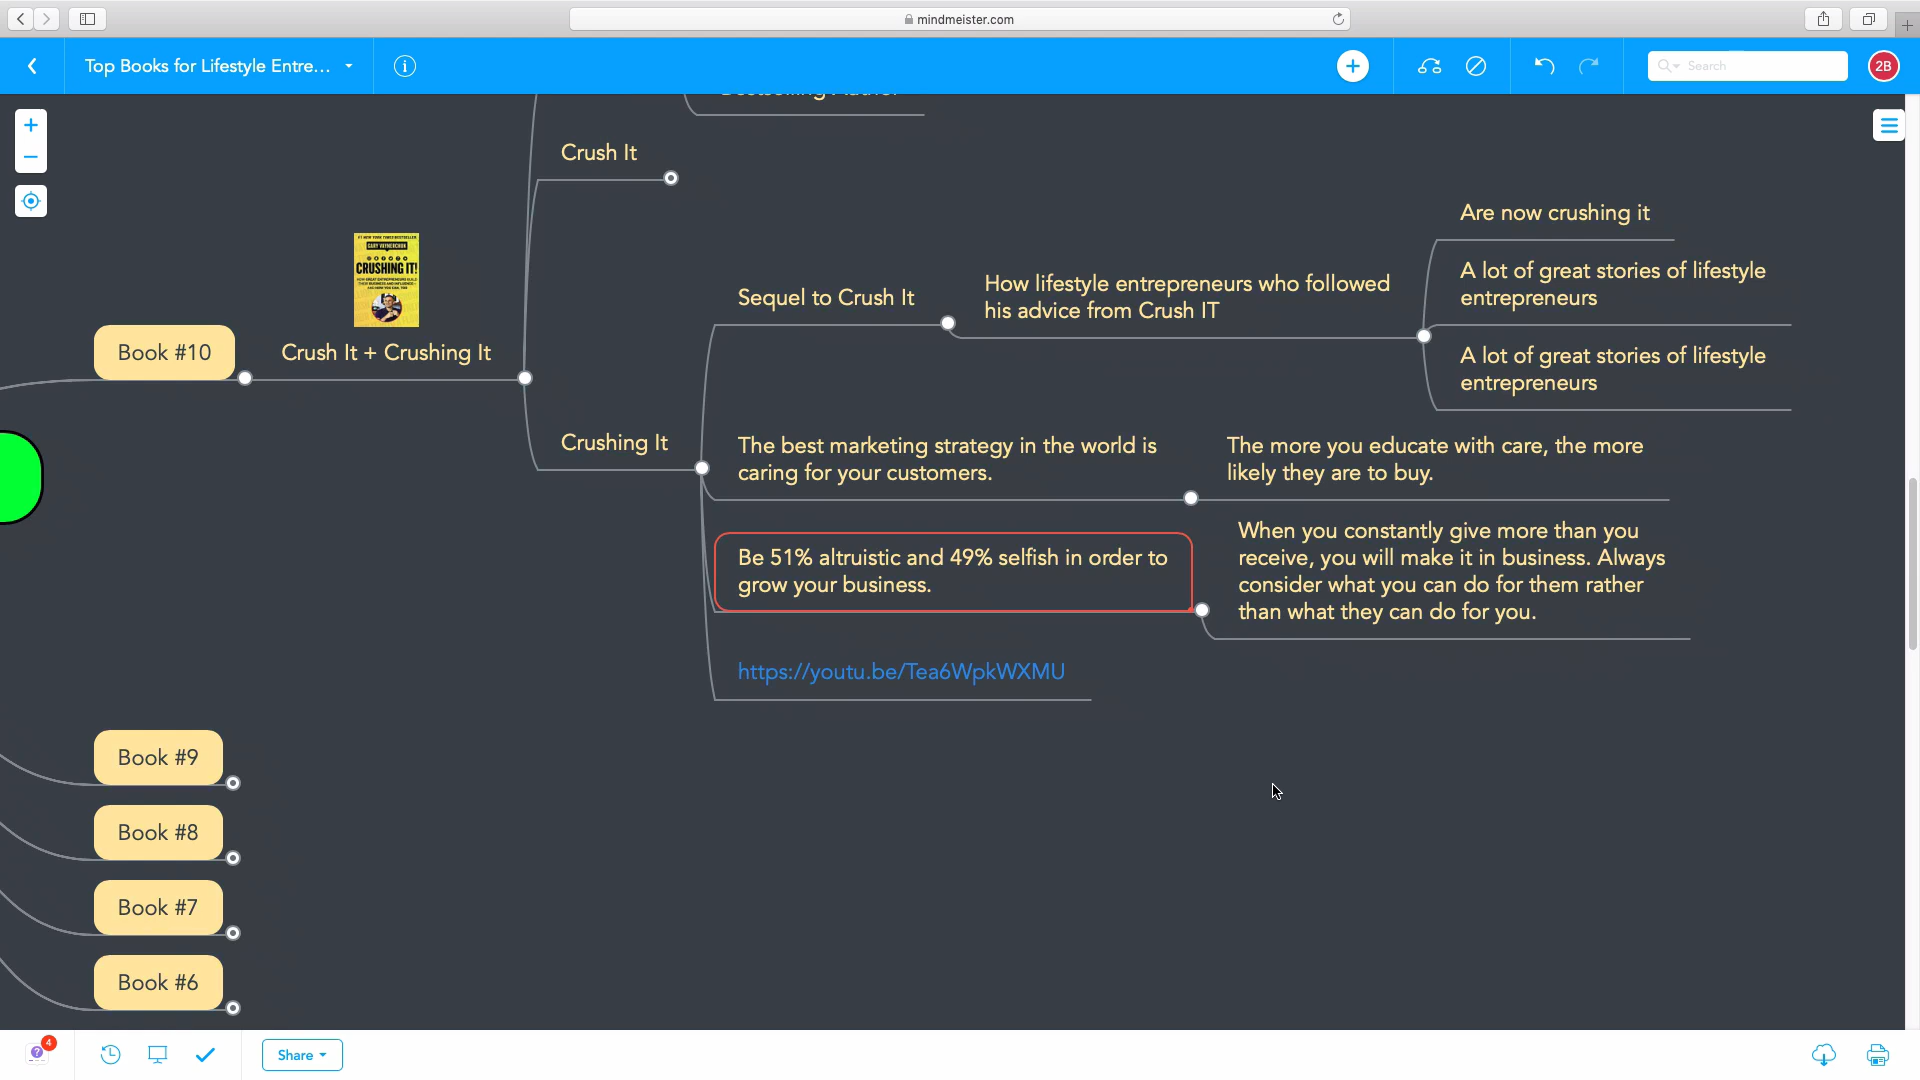 mindmeister.com
Top Books for Lifestyle Entre...
Search
2B
Crush It
Are now crushing it
A lot of great stories of lifestyle
entrepreneurs
How lifestyle entrepreneurs who followed
his advice from Crush IT
Sequel to Crush It
GARY VAYNERCHUK
CRUSHING IT!
Book #10
Crush It + Crushing It
A lot of great stories of lifestyle
entrepreneurs
Crushing It
The best marketing strategy in the world is
caring for your customers.
The more you educate with care, the more
likely they are to buy.
Be 51% altruistic and 49% selfish in order to
grow your business.
When you constantly give more than you
receive, you will make it in business. Always
consider what you can do for them rather
than what they can do for you.
https://youtu.be/Tea6WpkWXMU
Book #9
Book #8
Book #7
Book #6
4
Share